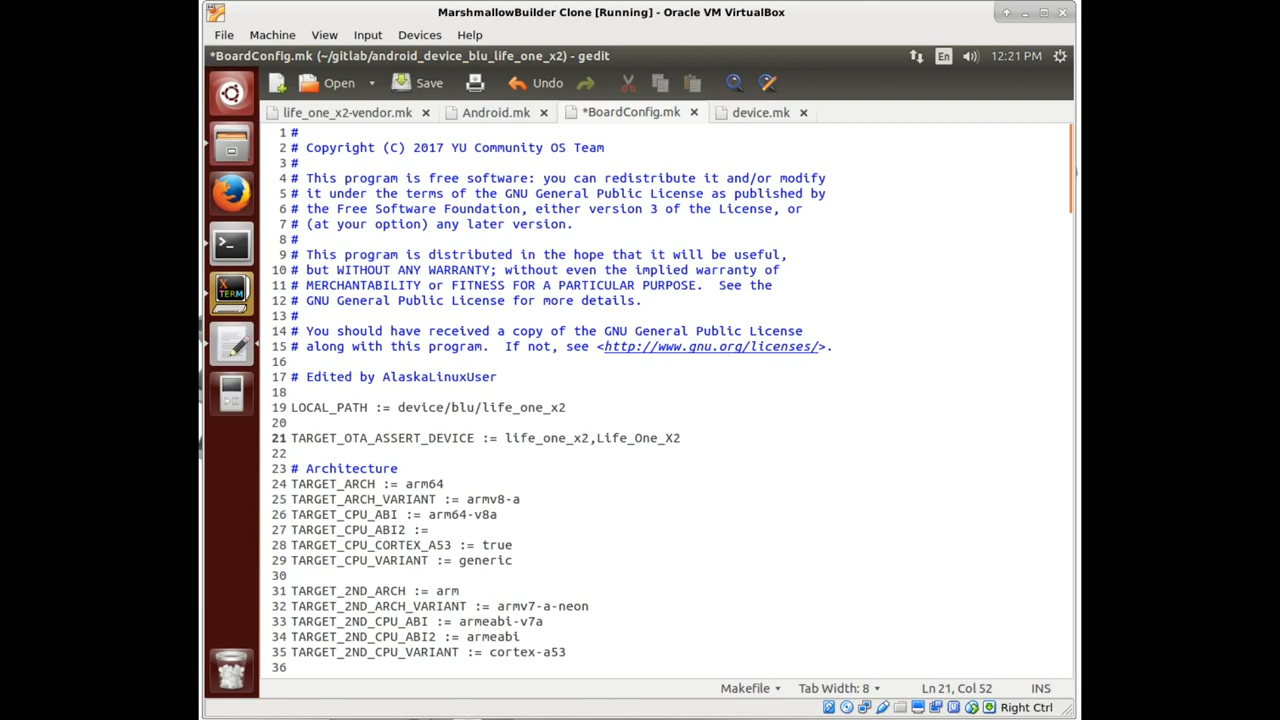 MarshmallowBuilder Clone [Running] - Oracle VM VirtualBox
File Machine View Input Devices Help
*BoardConfig.mk (~/gitlab/android_device_blu_life_one_x2) - gedit
En
12:21 PM
Open
Save
Undo
life_one_x2-vendor.mk
Android.mk
*BoardConfig.mk
device.mk
1 #
2 # Copyright (C) 2017 YU Community OS Team
3 #
4 # This program is free software: you can redistribute it and/or modify
5 # it under the terms of the GNU General Public License as published by
6 # the Free Software Foundation, either version 3 of the License, or
7 # (at your option) any later version.
8 #
9 # This program is distributed in the hope that it will be useful,
10 # but WITHOUT ANY WARRANTY; without even the implied warranty of
11 # MERCHANTABILITY or FITNESS FOR A PARTICULAR PURPOSE.  See the
12 # GNU General Public License for more details.
13 #
14 # You should have received a copy of the GNU General Public License
15 # along with this program.  If not, see <http://www.gnu.org/licenses/>.
16
17 # Edited by AlaskaLinuxUser
18
19 LOCAL_PATH := device/blu/life_one_x2
20
21 TARGET_OTA_ASSERT_DEVICE := life_one_x2,Life_One_X2
22
23 # Architecture
24 TARGET_ARCH := arm64
25 TARGET_ARCH_VARIANT := armv8-a
26 TARGET_CPU_ABI := arm64-v8a
27 TARGET_CPU_ABI2 :=
28 TARGET_CPU_CORTEX_A53 := true
29 TARGET_CPU_VARIANT := generic
30
31 TARGET_2ND_ARCH := arm
32 TARGET_2ND_ARCH_VARIANT := armv7-a-neon
33 TARGET_2ND_CPU_ABI := armeabi-v7a
34 TARGET_2ND_CPU_ABI2 := armeabi
35 TARGET_2ND_CPU_VARIANT := cortex-a53
36
X
TERM
Makefile
Tab Width: 8
Ln 21, Col 52
INS
Right Ctrl